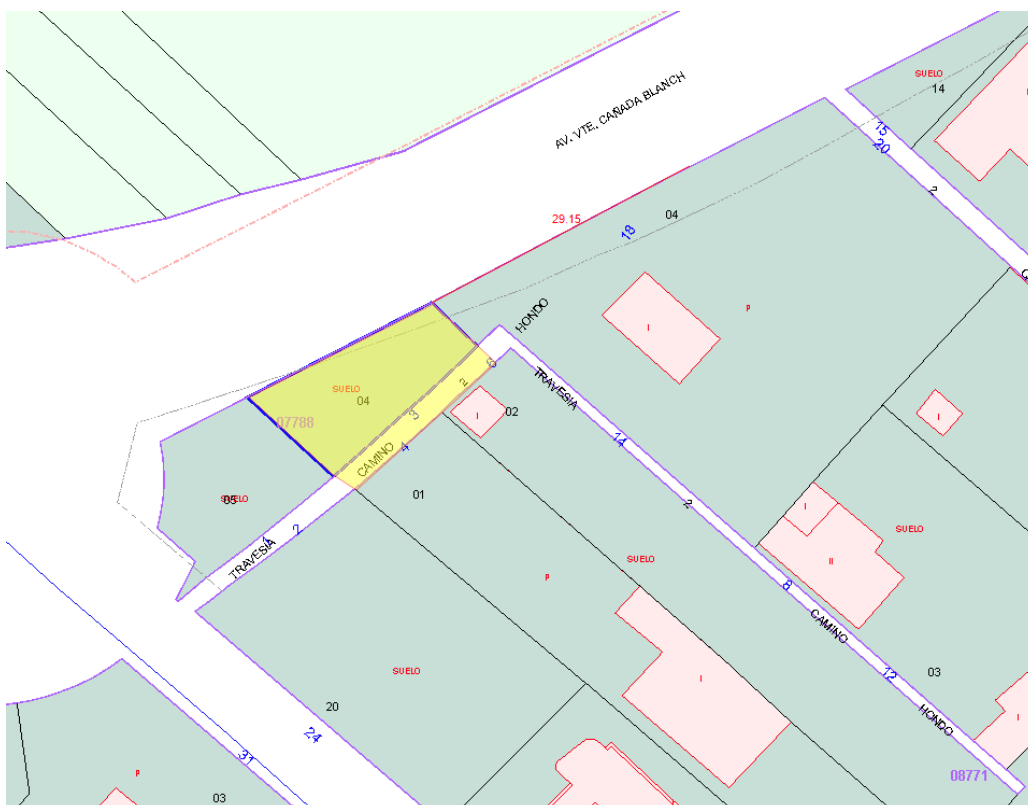 SUELO
14
AV. VTE. CAÑADA BLANCH
15
20
2
29.15
18
04
HONDO
I
P
SUELO
04
07788
5
2
3
CAMINO
4
I
02
TRAVESIA
14
I
05
SUELO
01
2
I
SUELO
1
2
TRAVESIA
SUELO
P
II
8
CAMINO
SUELO
I
12
03
20
24
HONDO
I
31
P
03
08771